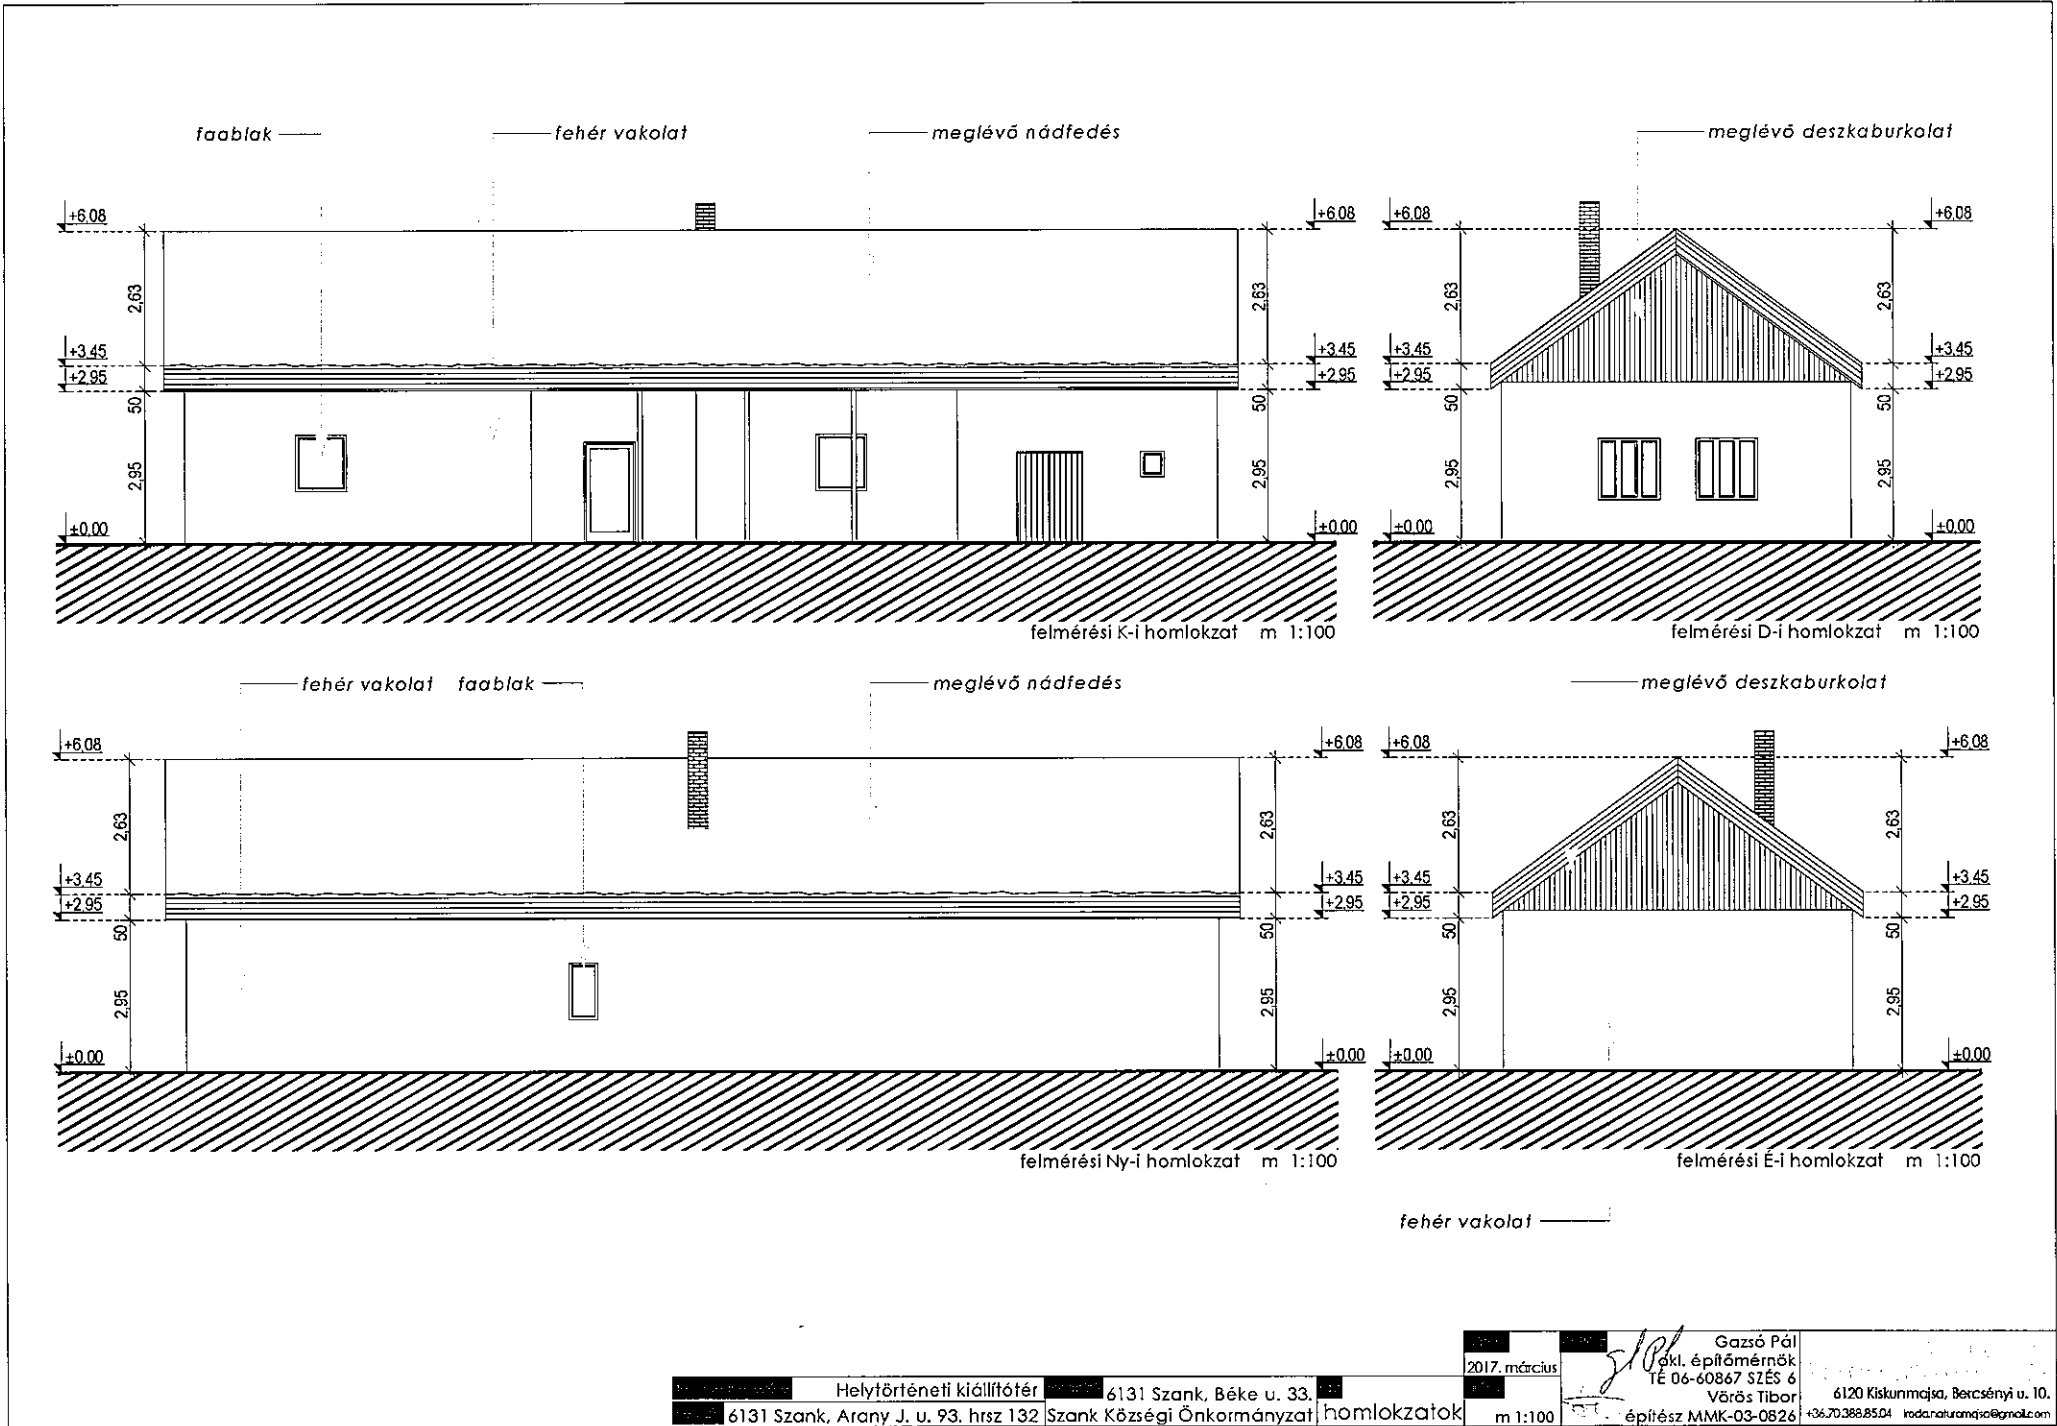 faablak
fehér vakolat
meglévő nádfedés
meglévő deszkaburkolat
+6,08
+6,08
+6,08
+6,08
2,63
2,63
2,63
2,63
+3,45
+3,45
+3,45
+3,45
+2,95
+2,95
+2,95
+2,95
50
50
50
50
2,95
2,95
2,95
2,95
±0,00
±0,00
±0,00
±0,00
felmérési K-i homlokzat m 1:100
felmérési D-i homlokzat m 1:100
fehér vakolat
faablak
meglévő nádfedés
meglévő deszkaburkolat
+6,08
+6,08
+6,08
+6,08
2,63
2,63
2,63
2,63
+3,45
+3,45
+3,45
+3,45
+2,95
+2,95
+2,95
+2,95
50
50
50
50
2,95
2,95
2,95
2,95
±0,00
±0,00
±0,00
±0,00
felmérési Ny-i homlokzat m 1:100
felmérési É-i homlokzat m 1:100
fehér vakolat
Helytörténeti kiállítótér
6131 Szank, Arany J. u. 93. hrsz 132
6131 Szank, Béke u. 33.
Szank Községi Önkormányzat
homlokzatok
2017. március
m 1:100
Gazsó Pál
okl. építőmérnök
TÉ 06-60867 SZÉS 6
Vörös Tibor
építész MMK-03-0826
6120 Kiskunmajsa, Bercsényi u. 10.
+36.70.388.85.04 iroda.naturamajsa@gmail.com